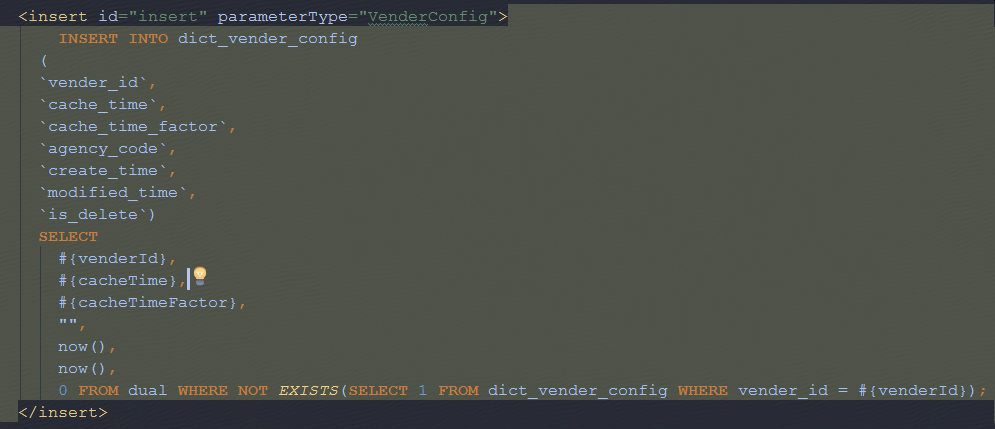 <insert id="insert" parameterType="VenderConfig">
INSERT INTO dict_vender_config
(
`vender_id`,
`cache_time`,
`cache_time_factor`,
`agency_code`,
`create_time`,
`modified_time`,
`is_delete`)
SELECT
#{venderId},
#{cacheTime},
#{cacheTimeFactor},
"",
now(),
now(),
0 FROM dual WHERE NOT EXISTS(SELECT 1 FROM dict_vender_config WHERE vender_id = #{venderId});
</insert>